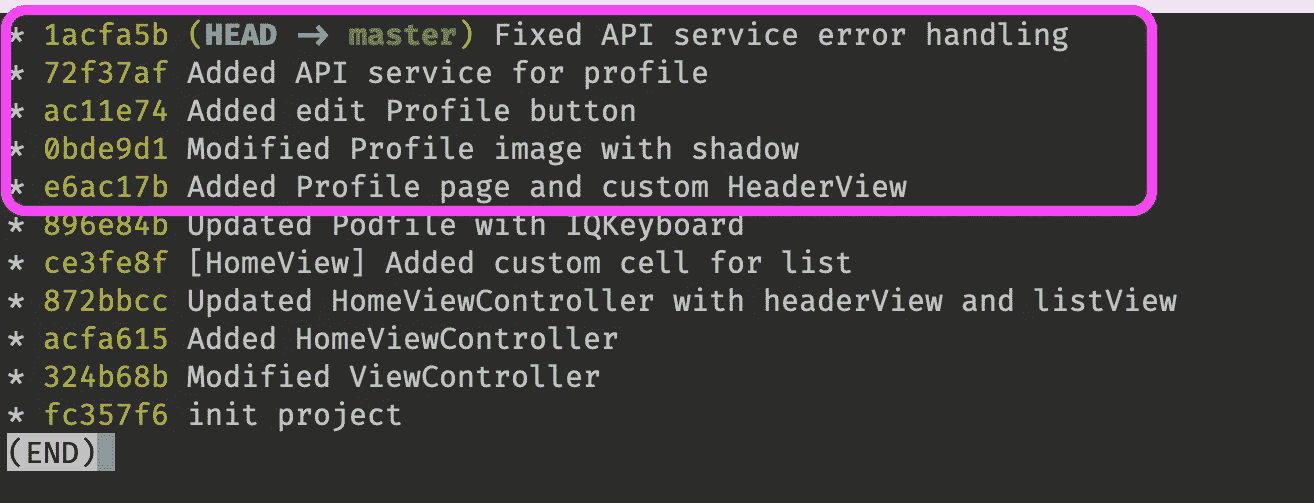 * 1acfa5b (HEAD → master) Fixed API service error handling
* 72f37af Added API service for profile
* ac11e74 Added edit Profile button
* 0bde9d1 Modified Profile image with shadow
* e6ac17b Added Profile page and custom HeaderView
* 896e84b Updated Podfile with IQKeyboard
* ce3fe8f [HomeView] Added custom cell for list
* 872bbcc Updated HomeViewController with headerView and listView
* acfa615 Added HomeViewController
* 324b68b Modified ViewController
* fc357f6 init project
(END)